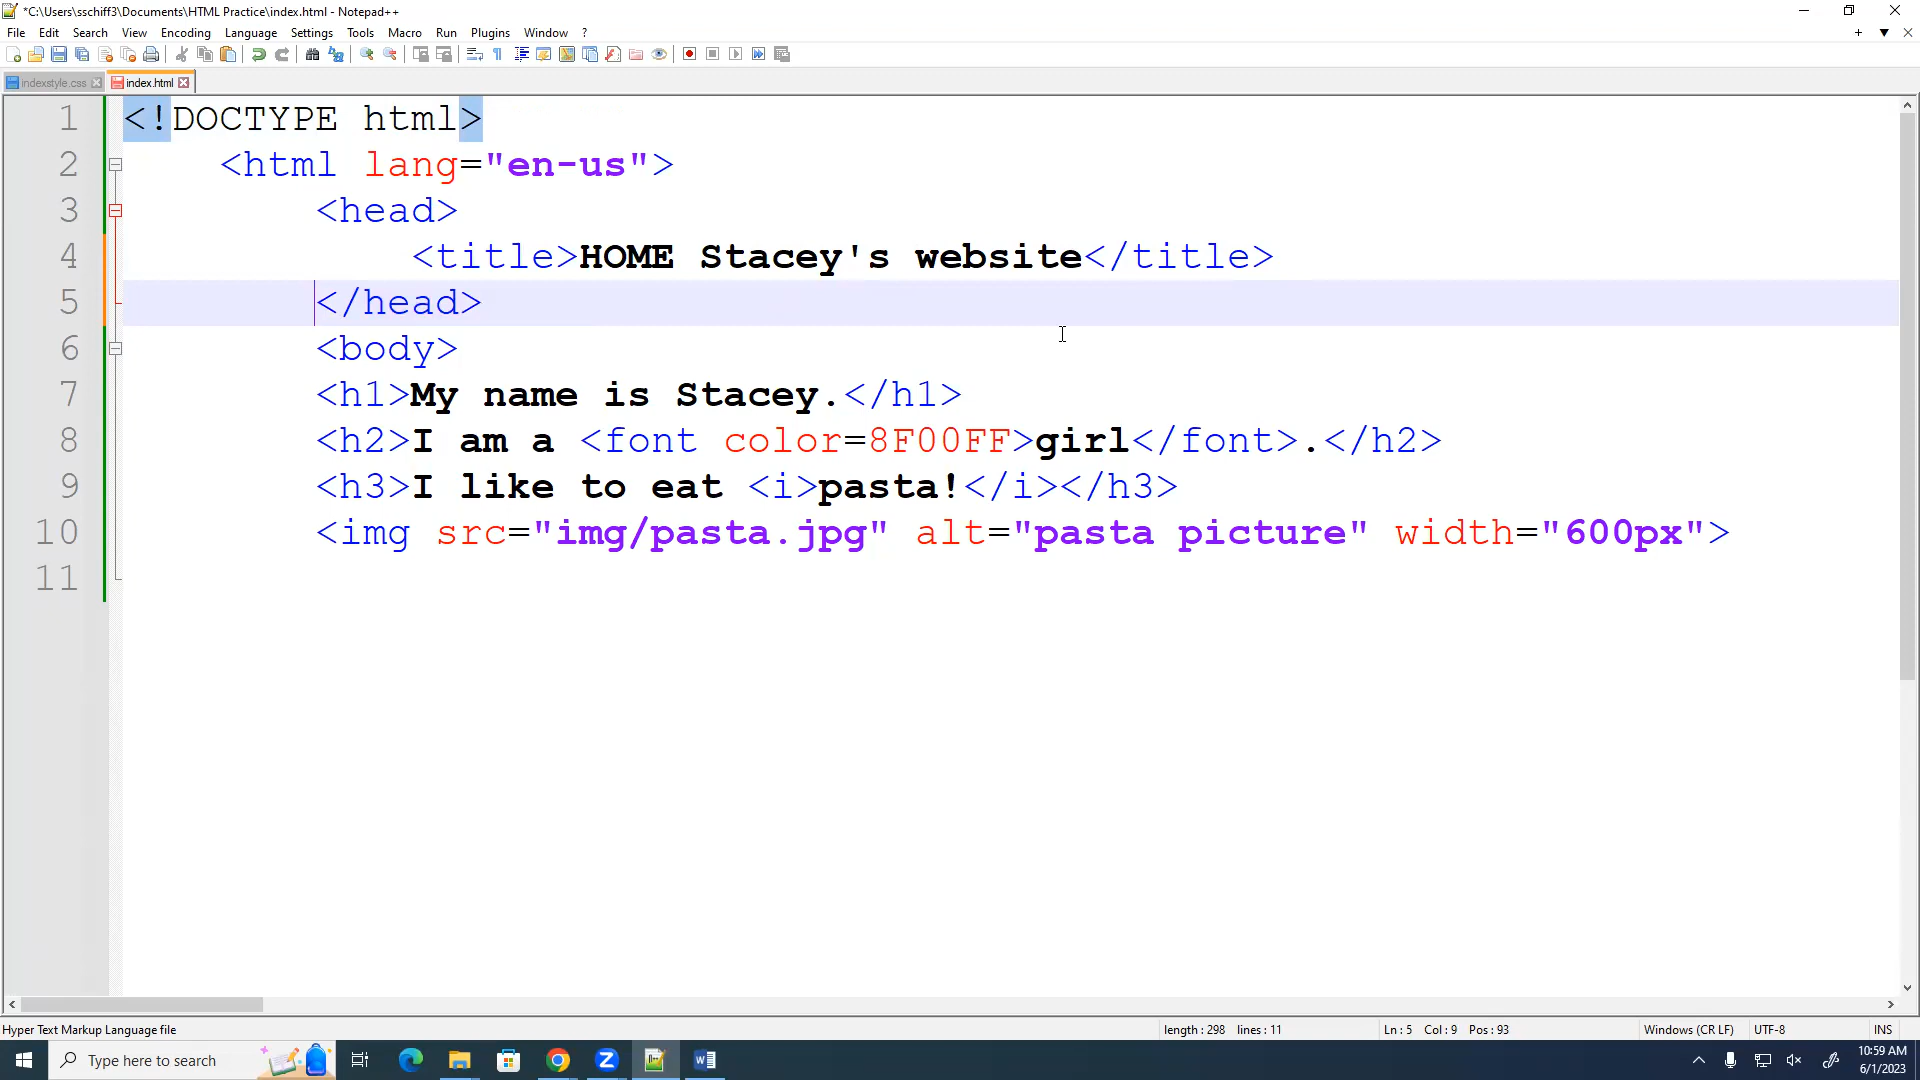 *C:\Users\sschiff3\Documents\HTML Practice\index.html - Notepad++
File Edit Search View Encoding Language Settings Tools Macro Run Plugins Window ?
indexstyle.css index.html
1 <!DOCTYPE html>
2 <html lang="en-us">
3 <head>
4 <title>HOME Stacey's website</title>
5 </head>
6 <body>
7 <h1>My name is Stacey.</h1>
8 <h2>I am a <font color=8F00FF>girl</font>.</h2>
9 <h3>I like to eat <i>pasta!</i></h3>
10 <img src="img/pasta.jpg" alt="pasta picture" width="600px">
11
Hyper Text Markup Language file length : 298 lines : 11 Ln : 5 Col : 9 Pos : 93 Windows (CR LF) UTF-8 INS
Type here to search
10:59 AM
6/1/2023